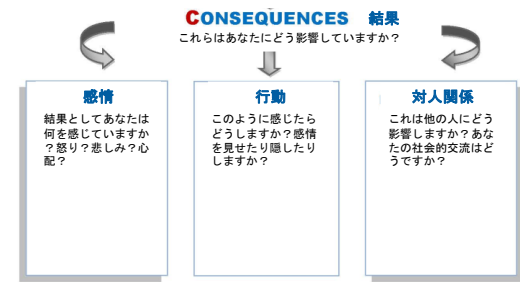 CONSEQUENCES 結果
これらはあなたにどう影響していますか？
感情
結果としてあなたは
何を感じていますか
？怒り？悲しみ？心
配？
行動
このように感じたら
どうしますか？感情
を見せたり隠したり
しますか？
対人関係
これは他の人にどう
影響しますか？あな
たの社会的交流はど
うですか？